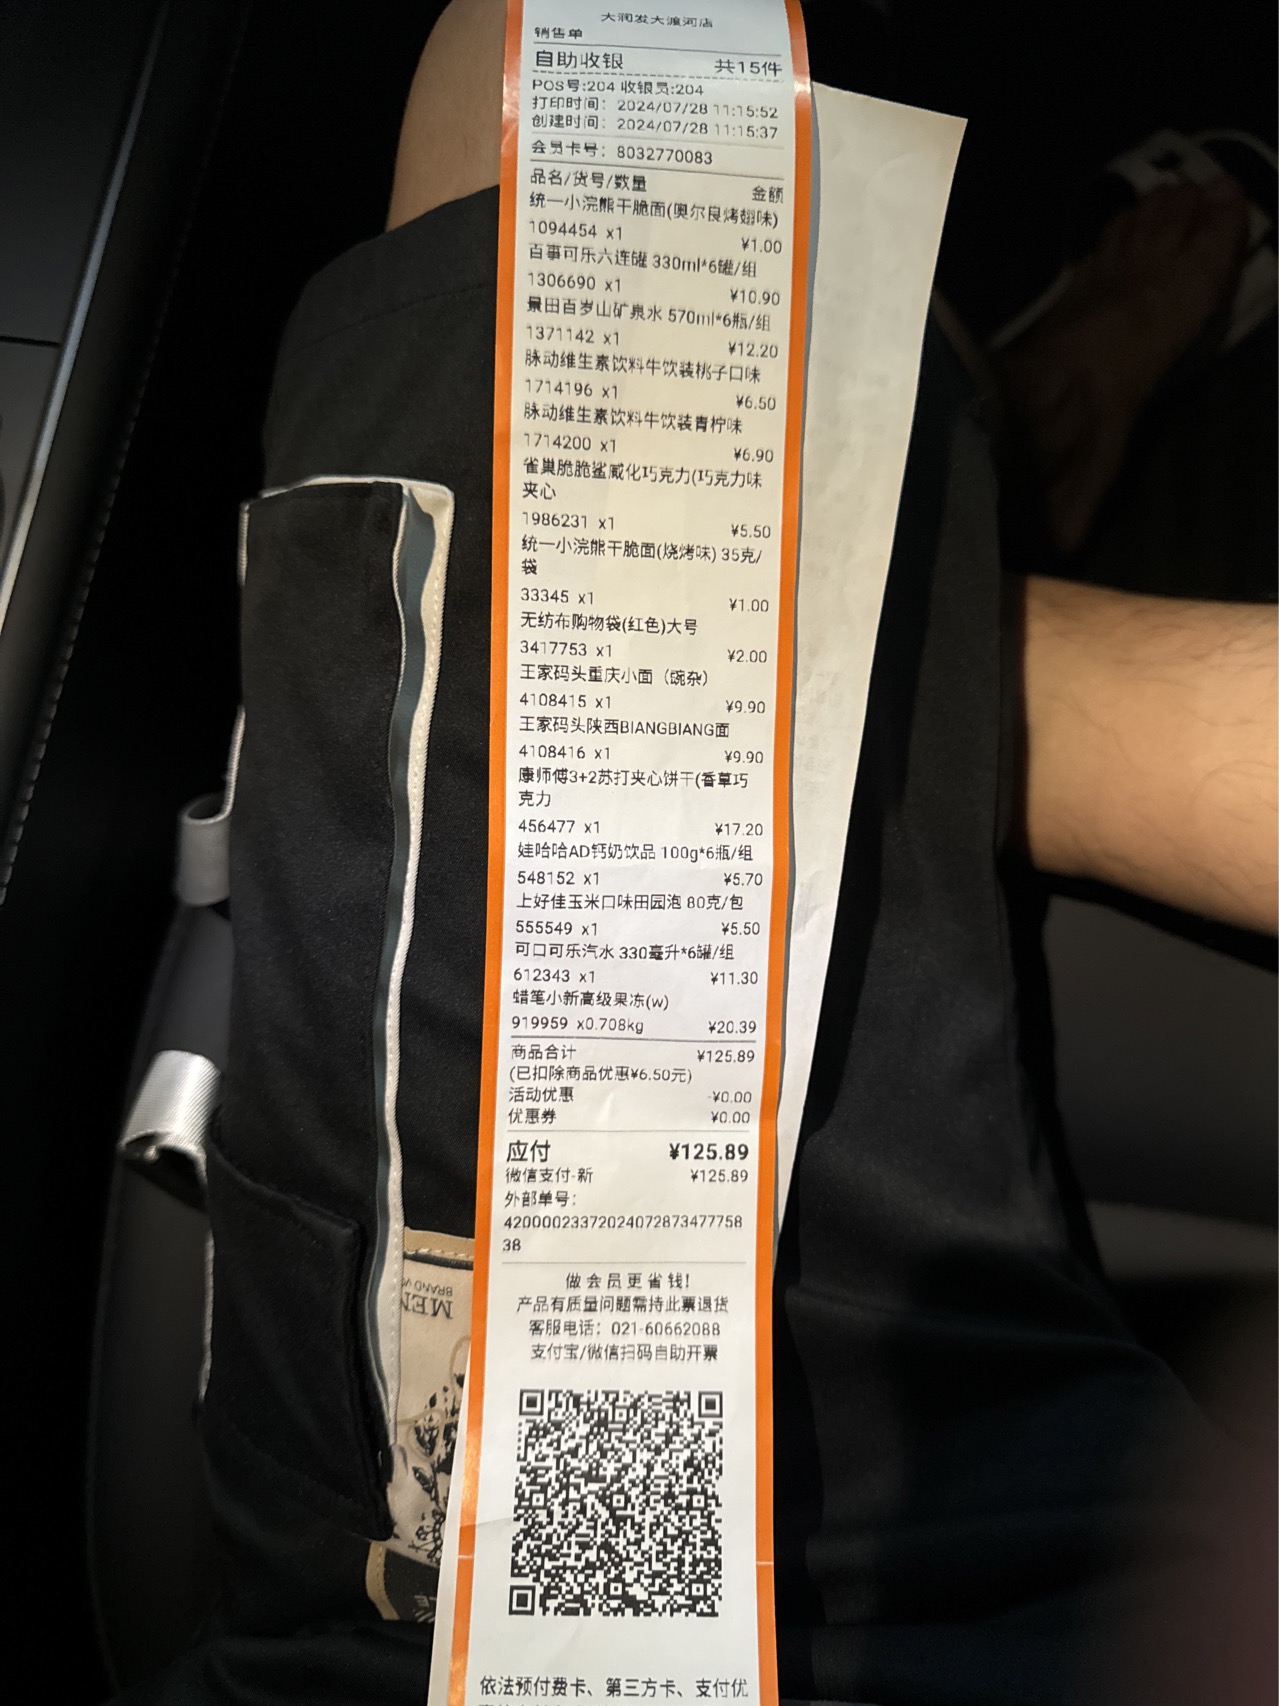 大润发大渡河店
销售单
自助收银 共15件
POS号:204 收银员:204
打印时间: 2024/07/28 11:15:52
创建时间: 2024/07/28 11:15:37
会员卡号: 8032770083
品名/货号/数量 金额
统一小浣熊干脆面(奥尔良烤翅味)
1094454 x1 ¥1.00
百事可乐六连罐 330ml*6罐/组
1306690 x1 ¥10.90
景田百岁山矿泉水 570ml*6瓶/组
1371142 x1 ¥12.20
脉动维生素饮料牛饮装桃子口味
1714196 x1 ¥6.50
脉动维生素饮料牛饮装青柠味
1714200 x1 ¥6.90
雀巢脆脆鲨威化巧克力(巧克力味
夹心
1986231 x1 ¥5.50
统一小浣熊干脆面(烧烤味) 35克/
袋
33345 x1 ¥1.00
无纺布购物袋(红色)大号
3417753 x1 ¥2.00
王家码头重庆小面（豌杂）
4108415 x1 ¥9.90
王家码头陕西BIANGBIANG面
4108416 x1 ¥9.90
康师傅3+2苏打夹心饼干(香草巧
克力
456477 x1 ¥17.20
娃哈哈AD钙奶饮品 100g*6瓶/组
548152 x1 ¥5.70
上好佳玉米口味田园泡 80克/包
555549 x1 ¥5.50
可口可乐汽水 330毫升*6罐/组
612343 x1 ¥11.30
蜡笔小新高级果冻(w)
919959 x0.708kg ¥20.39
商品合计 ¥125.89
(已扣除商品优惠¥6.50元)
活动优惠 -¥0.00
优惠券 ¥0.00
应付 ¥125.89
微信支付-新 ¥125.89
外部单号:
42000023372024072873477758
38
做会员更省钱!
产品有质量问题需持此票退货
客服电话: 021-60662088
支付宝/微信扫码自助开票
依法预付费卡、第三方卡、支付优
MEN
BRAND